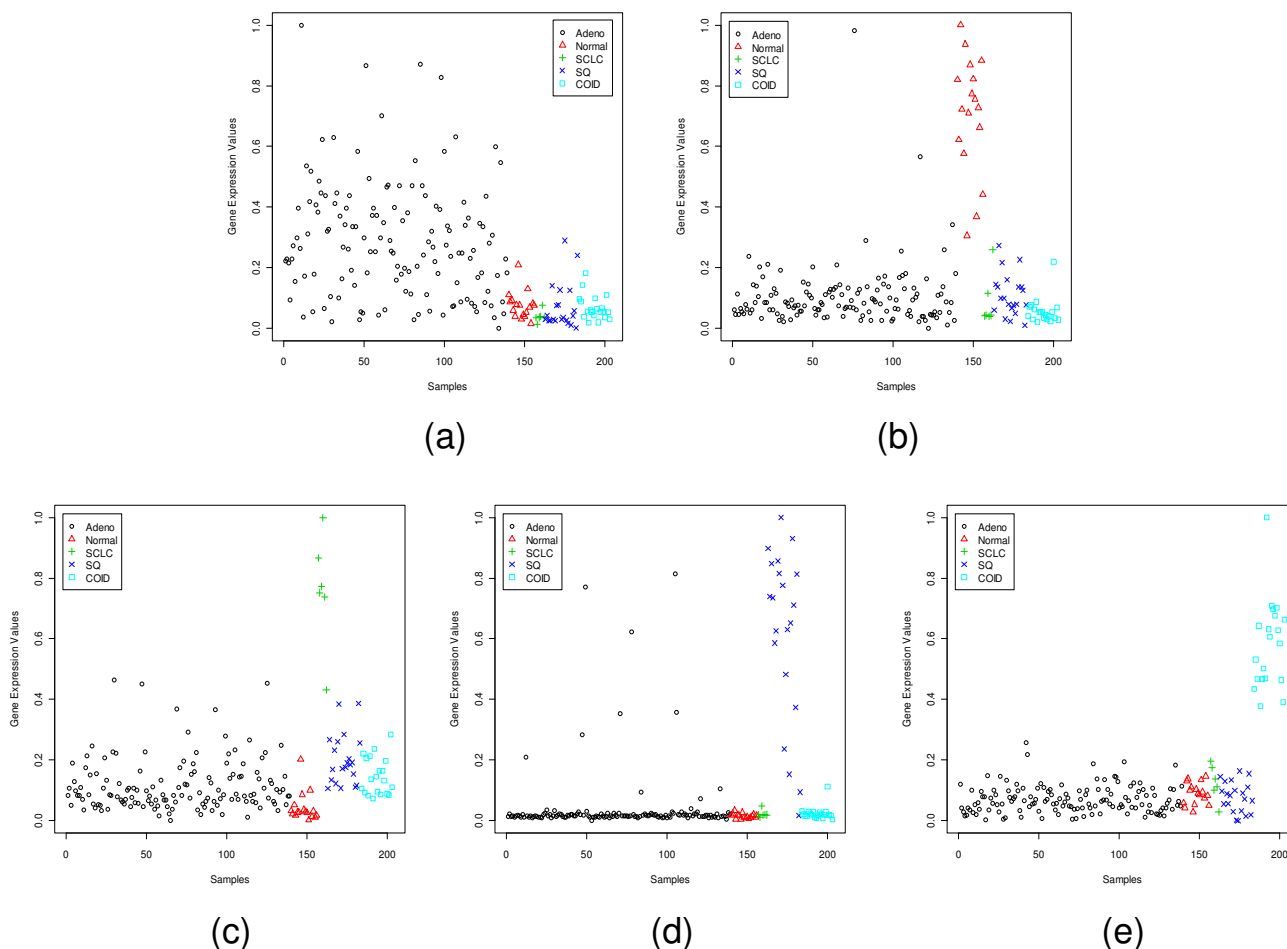 1.0
0.8
0.6
0.4
0.2
0.0
Gene Expression Values
Adeno
Normal
SCLC
SQ
COID
0
50
100
150
200
Samples
(a)
1.0
0.8
0.6
0.4
0.2
0.0
Gene Expression Values
Adeno
Normal
SCLC
SQ
COID
0
50
100
150
200
Samples
(b)
1.0
0.8
0.6
0.4
0.2
0.0
Gene Expression Values
Adeno
Normal
SCLC
SQ
COID
0
50
100
150
200
Samples
(c)
1.0
0.8
0.6
0.4
0.2
0.0
Gene Expression Values
Adeno
Normal
SCLC
SQ
COID
0
50
100
150
200
Samples
(d)
1.0
0.8
0.6
0.4
0.2
0.0
Gene Expression Values
Adeno
Normal
SCLC
SQ
COID
0
50
100
150
200
Samples
(e)